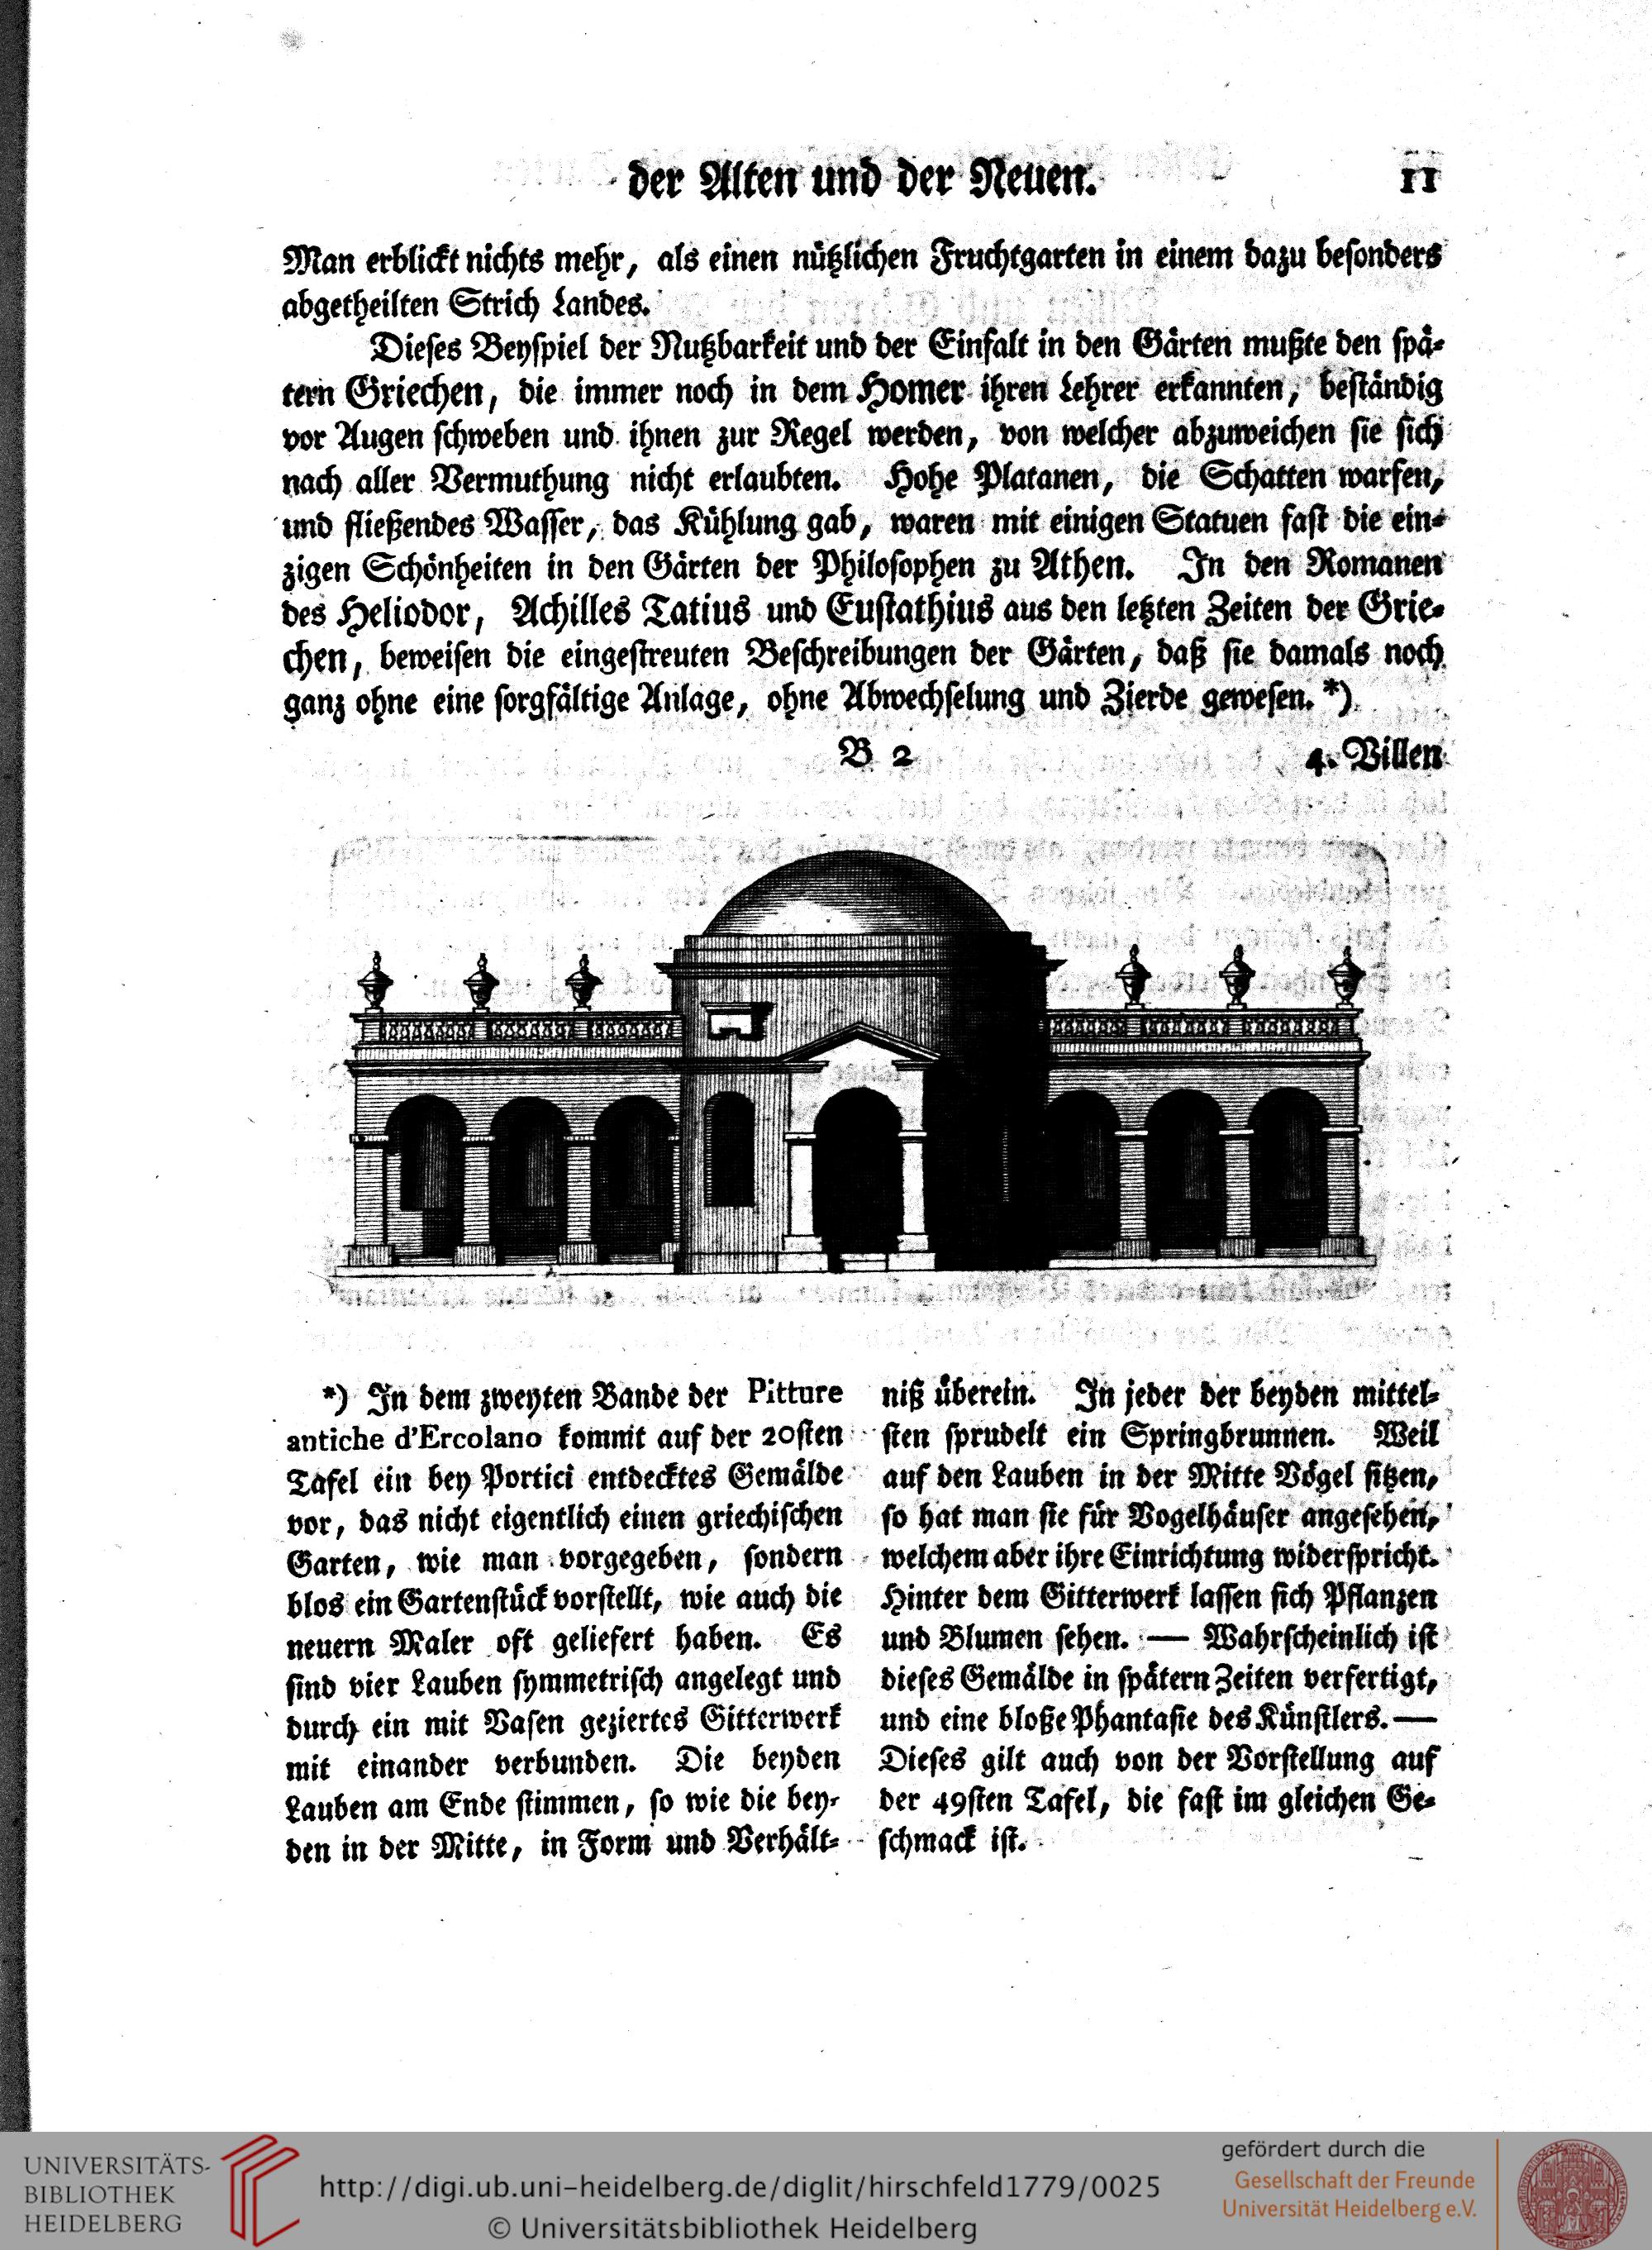 der Alten und der Neuen. 11
Man erblickt nichts mehr, als einen nützlichen Fruchtgarten in einem dazu besonders
abgetheilten Strich Landes.
Dieses Beyspiel der Nutzbarkeit und der Einfalt in den Gärten mußte den spä-
tern Griechen, die immer noch in dem Homer ihren Lehrer erkannten, beständig
vor Augen schweben und ihnen zur Regel werden, von welcher abzuweichen sie sich
nach aller Vermuthung nicht erlaubten. Hohe Platanen, die Schatten warfen,
und fließendes Wasser, das Kühlung gab, waren mit einigen Statuen fast die ein-
zigen Schönheiten in den Gärten der Philosophen zu Athen. In den Romanen
des Heliodor, Achilles Tatius und Eustathius aus den letzten Zeiten der Grie-
chen, beweisen die eingestreuten Beschreibungen der Gärten, daß sie damals noch
ganz ohne eine sorgfältige Anlage, ohne Abwechselung und Zierde gewesen. *)
B 2 4. Villen
*) In dem zweyten Bande der Pitture
antiche d'Ercolano kommt auf der 20sten
Tafel ein bey Portici entdecktes Gemälde
vor, das nicht eigentlich einen griechischen
Garten, wie man vorgegeben, sondern
blos ein Gartenstück vorstellt, wie auch die
neuern Maler oft geliefert haben. Es
sind vier Lauben symmetrisch angelegt und
durch ein mit Vasen geziertes Gitterwerk
mit einander verbunden. Die beyden
Lauben am Ende stimmen, so wie die bey-
den in der Mitte, in Form und Verhält-
niß überein. In jeder der beyden mittel-
sten sprudelt ein Springbrunnen. Weil
auf den Lauben in der Mitte Vögel sitzen,
so hat man sie für Vogelhäuser angesehen,
welchem aber ihre Einrichtung widerspricht.
Hinter dem Gitterwerk lassen sich Pflanzen
und Blumen sehen. — Wahrscheinlich ist
dieses Gemälde in spätern Zeiten verfertigt,
und eine bloße Phantasie des Künstlers. —
Dieses gilt auch von der Vorstellung auf
der 49sten Tafel, die fast im gleichen Ge-
schmack ist.
UNIVERSITÄTS-
BIBLIOTHEK
HEIDELBERG
http://digi.ub.uni-heidelberg.de/diglit/hirschfeld1779/0025
© Universitätsbibliothek Heidelberg
gefördert durch die
Gesellschaft der Freunde
Universität Heidelberg e.V.